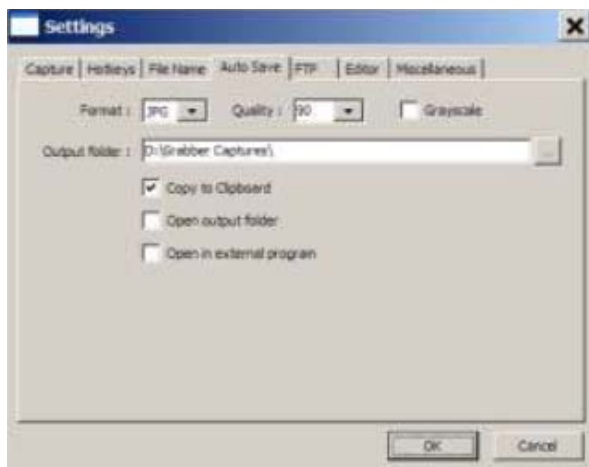 Settings
Capture Hotkeys File Name Auto Save FTP Editor Miscellaneous
Format : JPG Quality : 90 Grayscale
Output folder : D:\Grabber Captures\ ...
Copy to Clipboard
Open output folder
Open in external program
OK Cancel